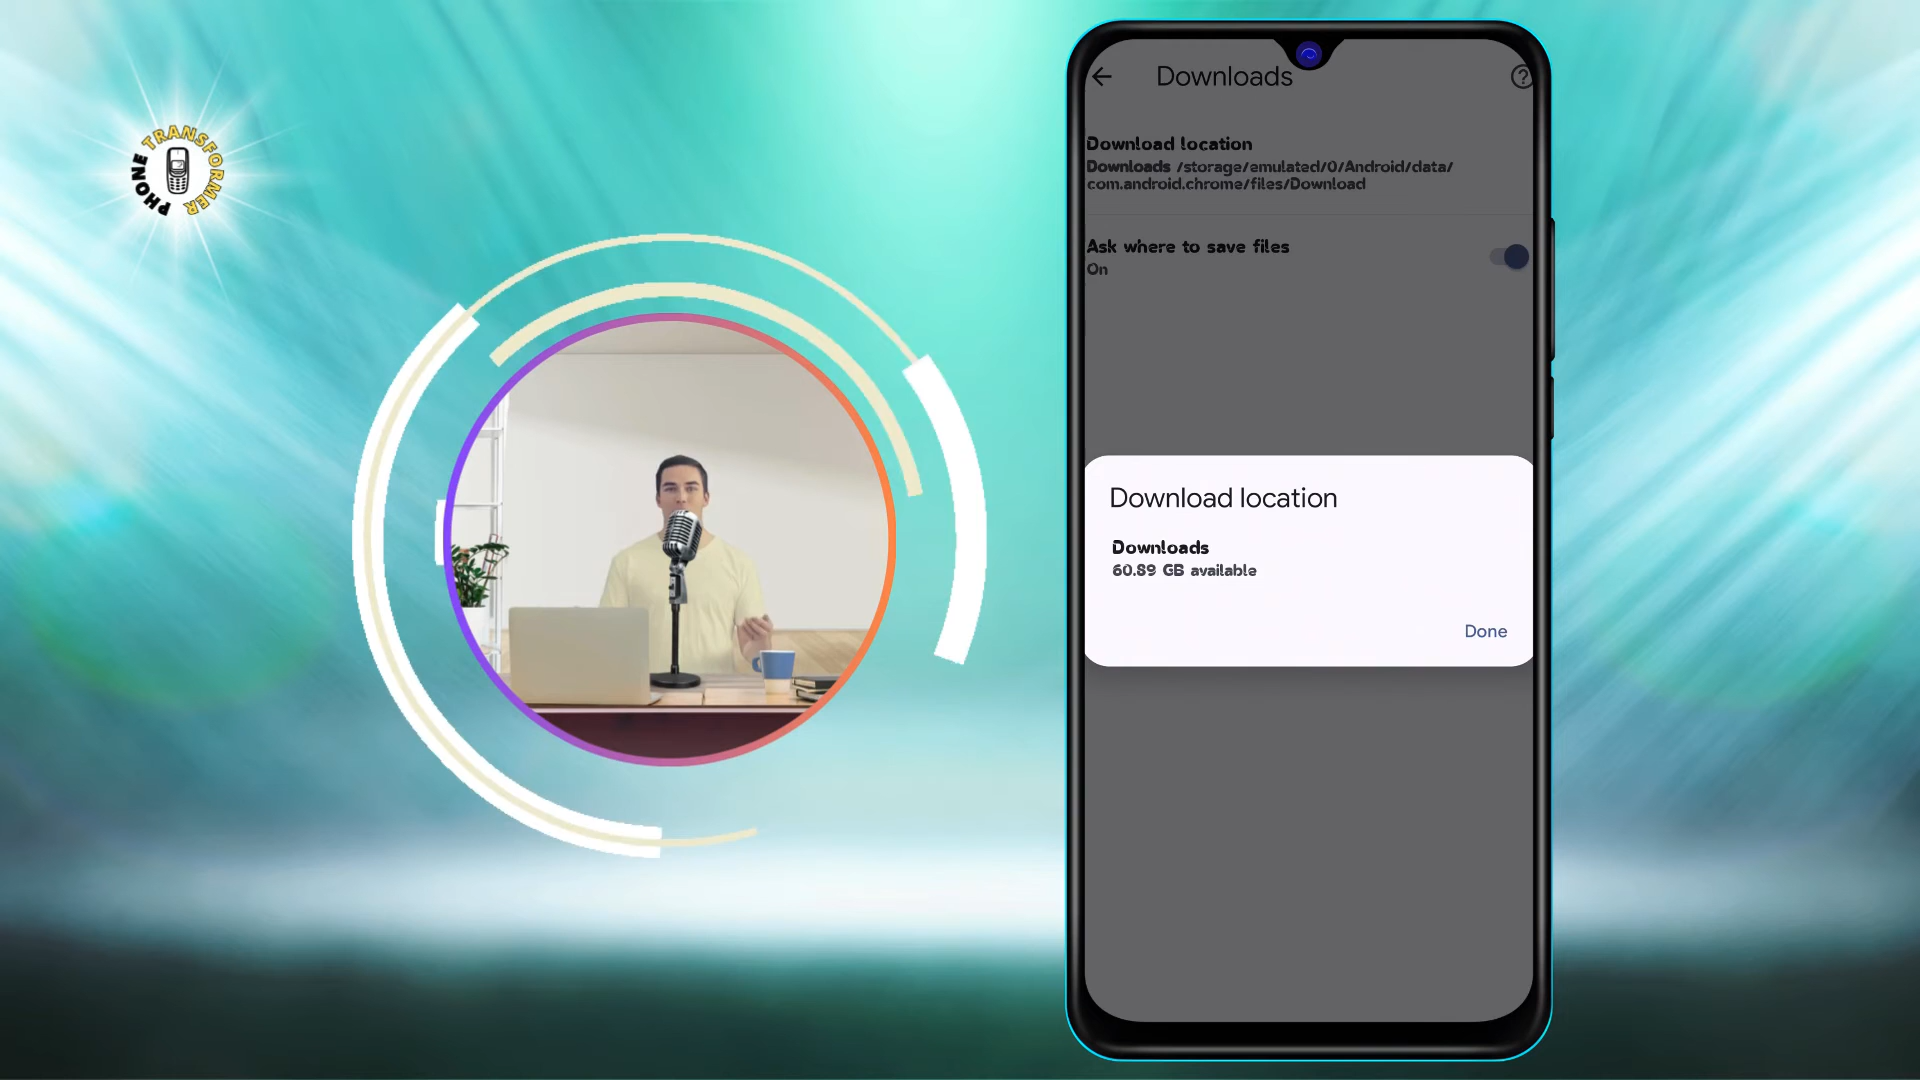 PHONE TRANSFORMER
Downloads
Download location
Downloads /storage/emulated/0/Android/data/
com.android.chrome/files/Download
Ask where to save files
On
Download location
Downloads
60.89 GB available
Done